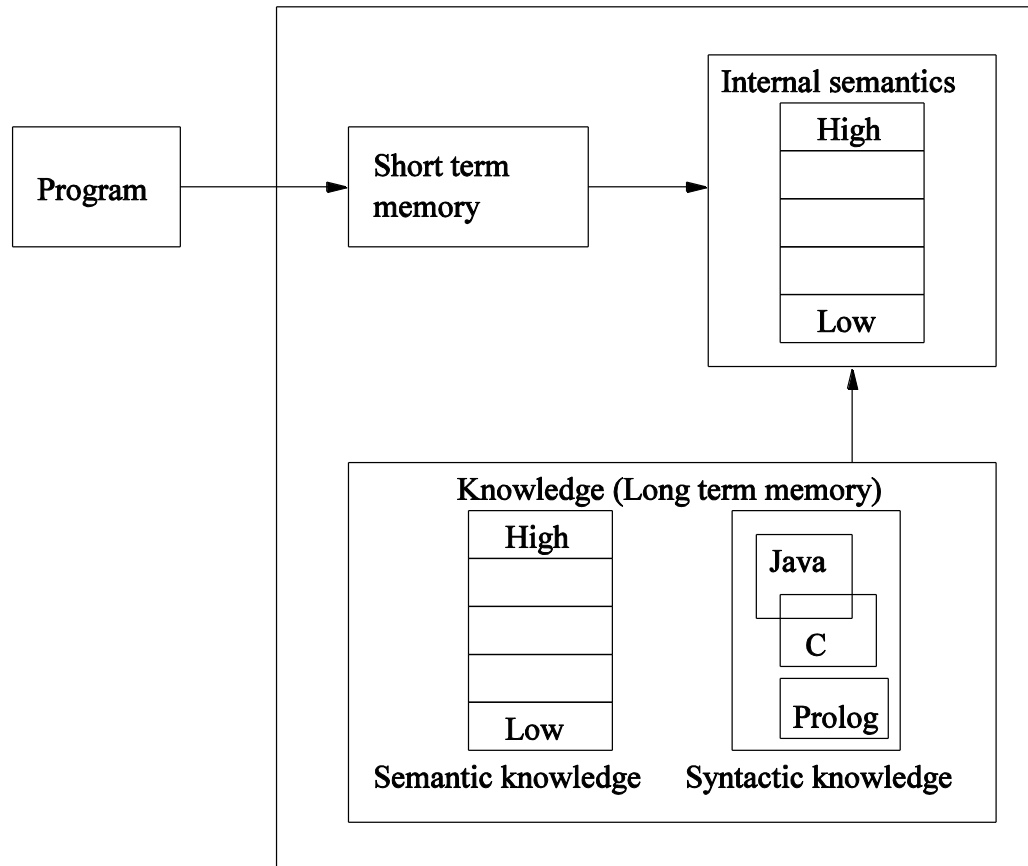 Internal semantics
High
Low
Program
Short term
memory
Knowledge (Long term memory)
High
Low
Semantic knowledge
Java
C
Prolog
Syntactic knowledge